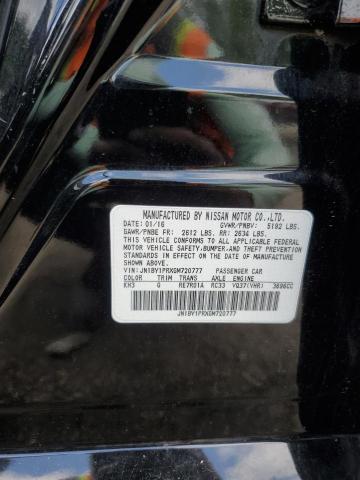 MANUFACTURED BY NISSAN MOTOR CO.,LTD.
DATE: 01/16 GVWR/PNBV: 5192 LBS.
GAWR/PNBE FR: 2612 LBS. RR: 2634 LBS.
THIS VEHICLE CONFORMS TO ALL APPLICABLE FEDERAL
MOTOR VEHICLE SAFETY,BUMPER,AND THEFT PREVENTION
STANDARDS IN EFFECT ON THE DATE OF MANUFACTURE
SHOWN ABOVE.
VIN: JN1BY1PRXGM720777 PASSENGER CAR
COLOR TRIM TRANS AXLE ENGINE
KH3 G RE7R01A RC33 VQ37(VHR) 3696CC
JN1BY1PRXGM720777